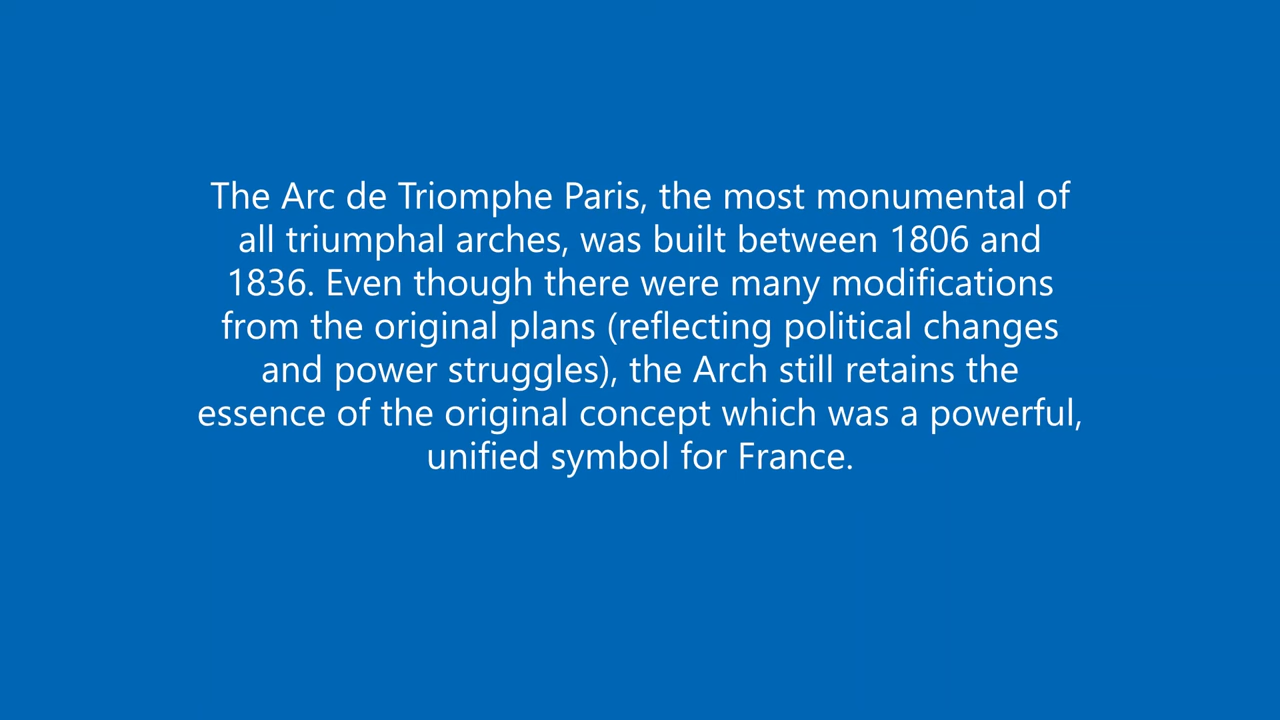 The Arc de Triomphe Paris, the most monumental of
all triumphal arches, was built between 1806 and
1836. Even though there were many modifications
from the original plans (reflecting political changes
and power struggles), the Arch still retains the
essence of the original concept which was a powerful,
unified symbol for France.